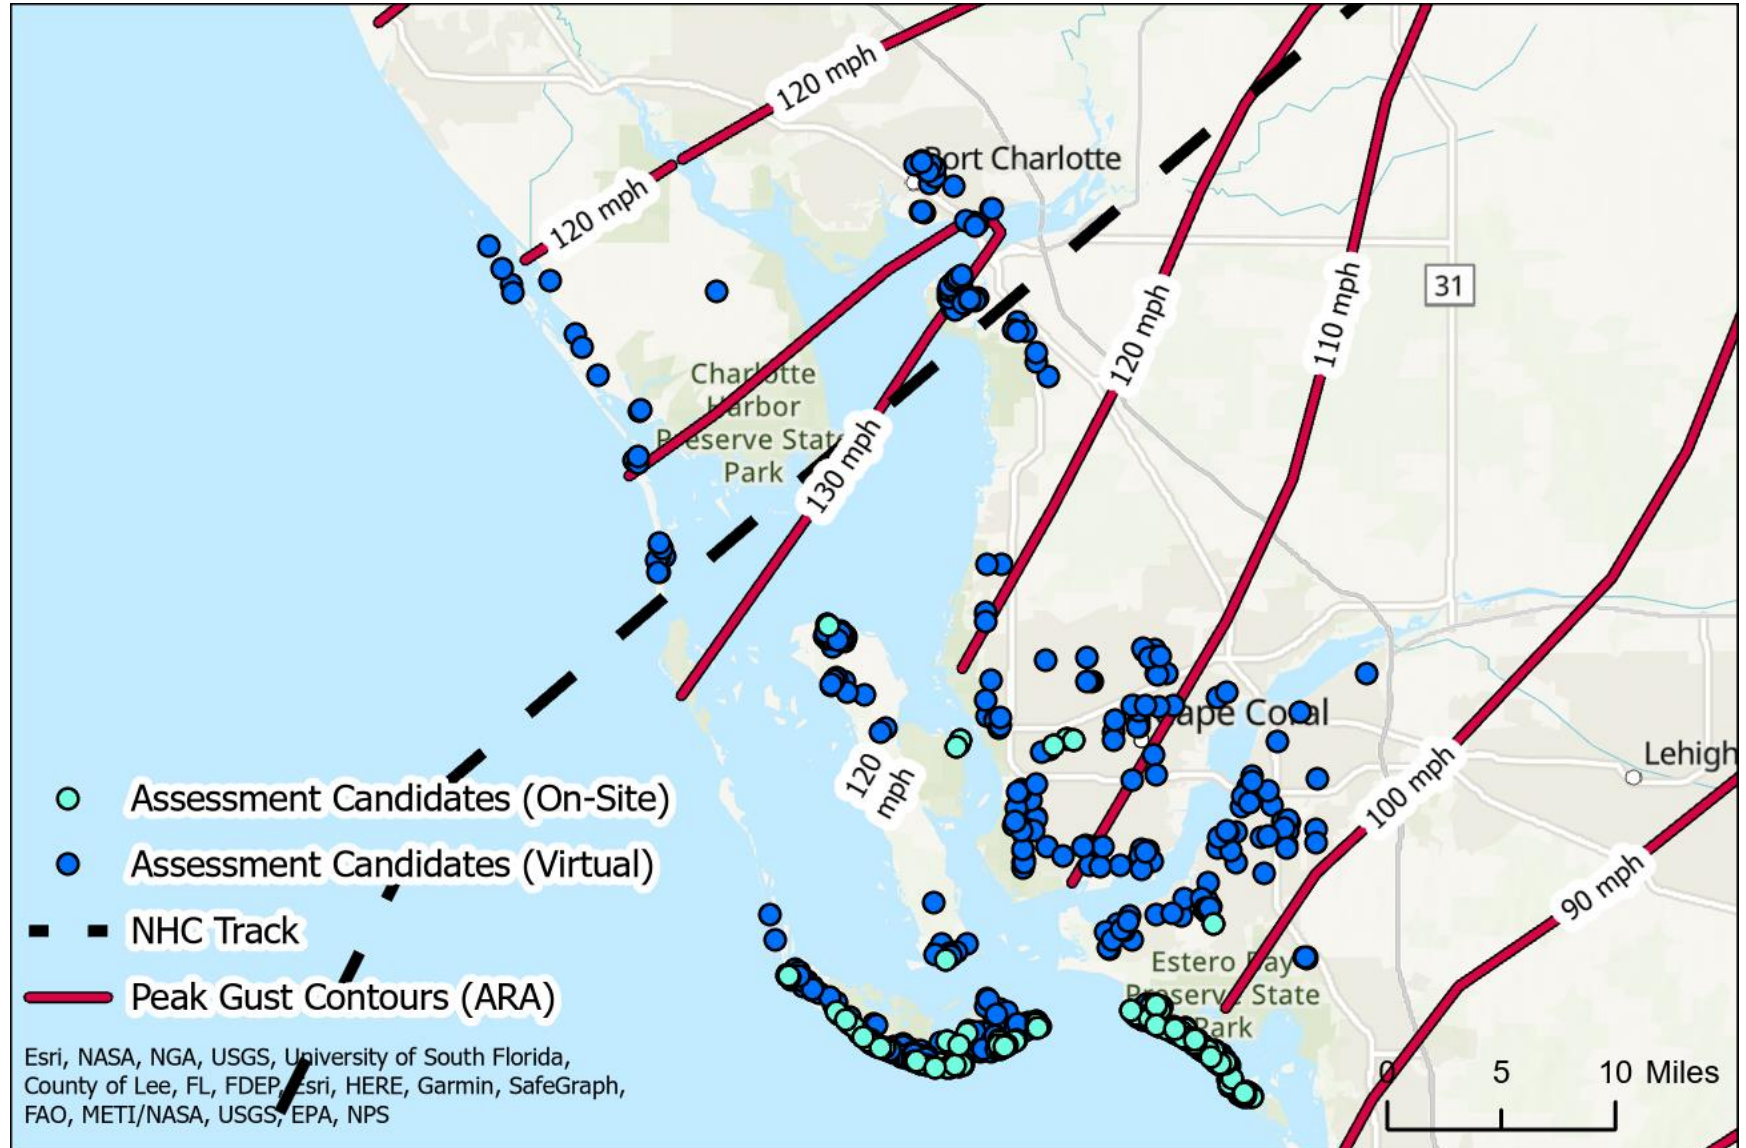 120 mph
Port Charlotte
120 mph
31
120 mph
110 mph
Charlotte
Harbor
Preserve State
Park
130 mph
Cape Coral
Lehigh
120
mph
100 mph
90 mph
Assessment Candidates (On-Site)
Assessment Candidates (Virtual)
NHC Track
Peak Gust Contours (ARA)
Estero Bay
Preserve State
Park
Esri, NASA, NGA, USGS, University of South Florida,
County of Lee, FL, FDEP, Esri, HERE, Garmin, SafeGraph,
FAO, METI/NASA, USGS, EPA, NPS
0 5 10 Miles